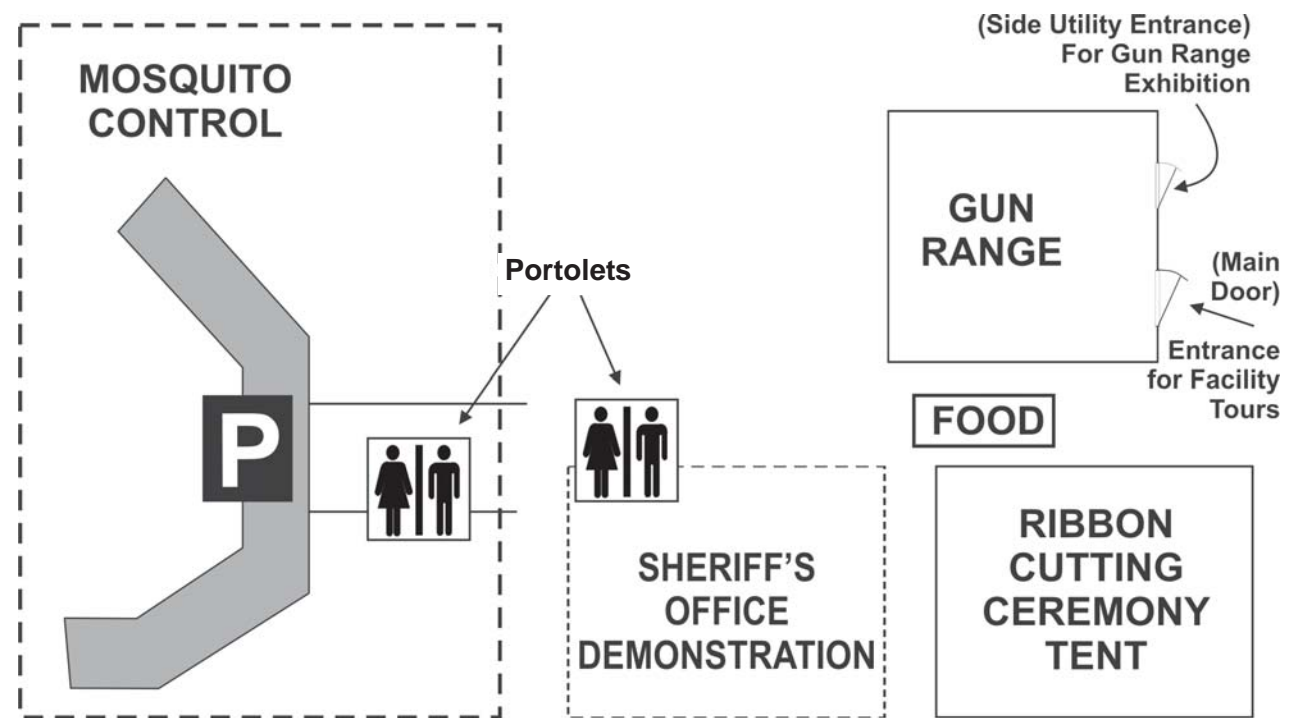 MOSQUITO
CONTROL
(Side Utility Entrance)
For Gun Range
Exhibition
GUN
RANGE
Portolets
(Main
Door)
Entrance
for Facility
Tours
P
FOOD
SHERIFF'S
OFFICE
DEMONSTRATION
RIBBON
CUTTING
CEREMONY
TENT